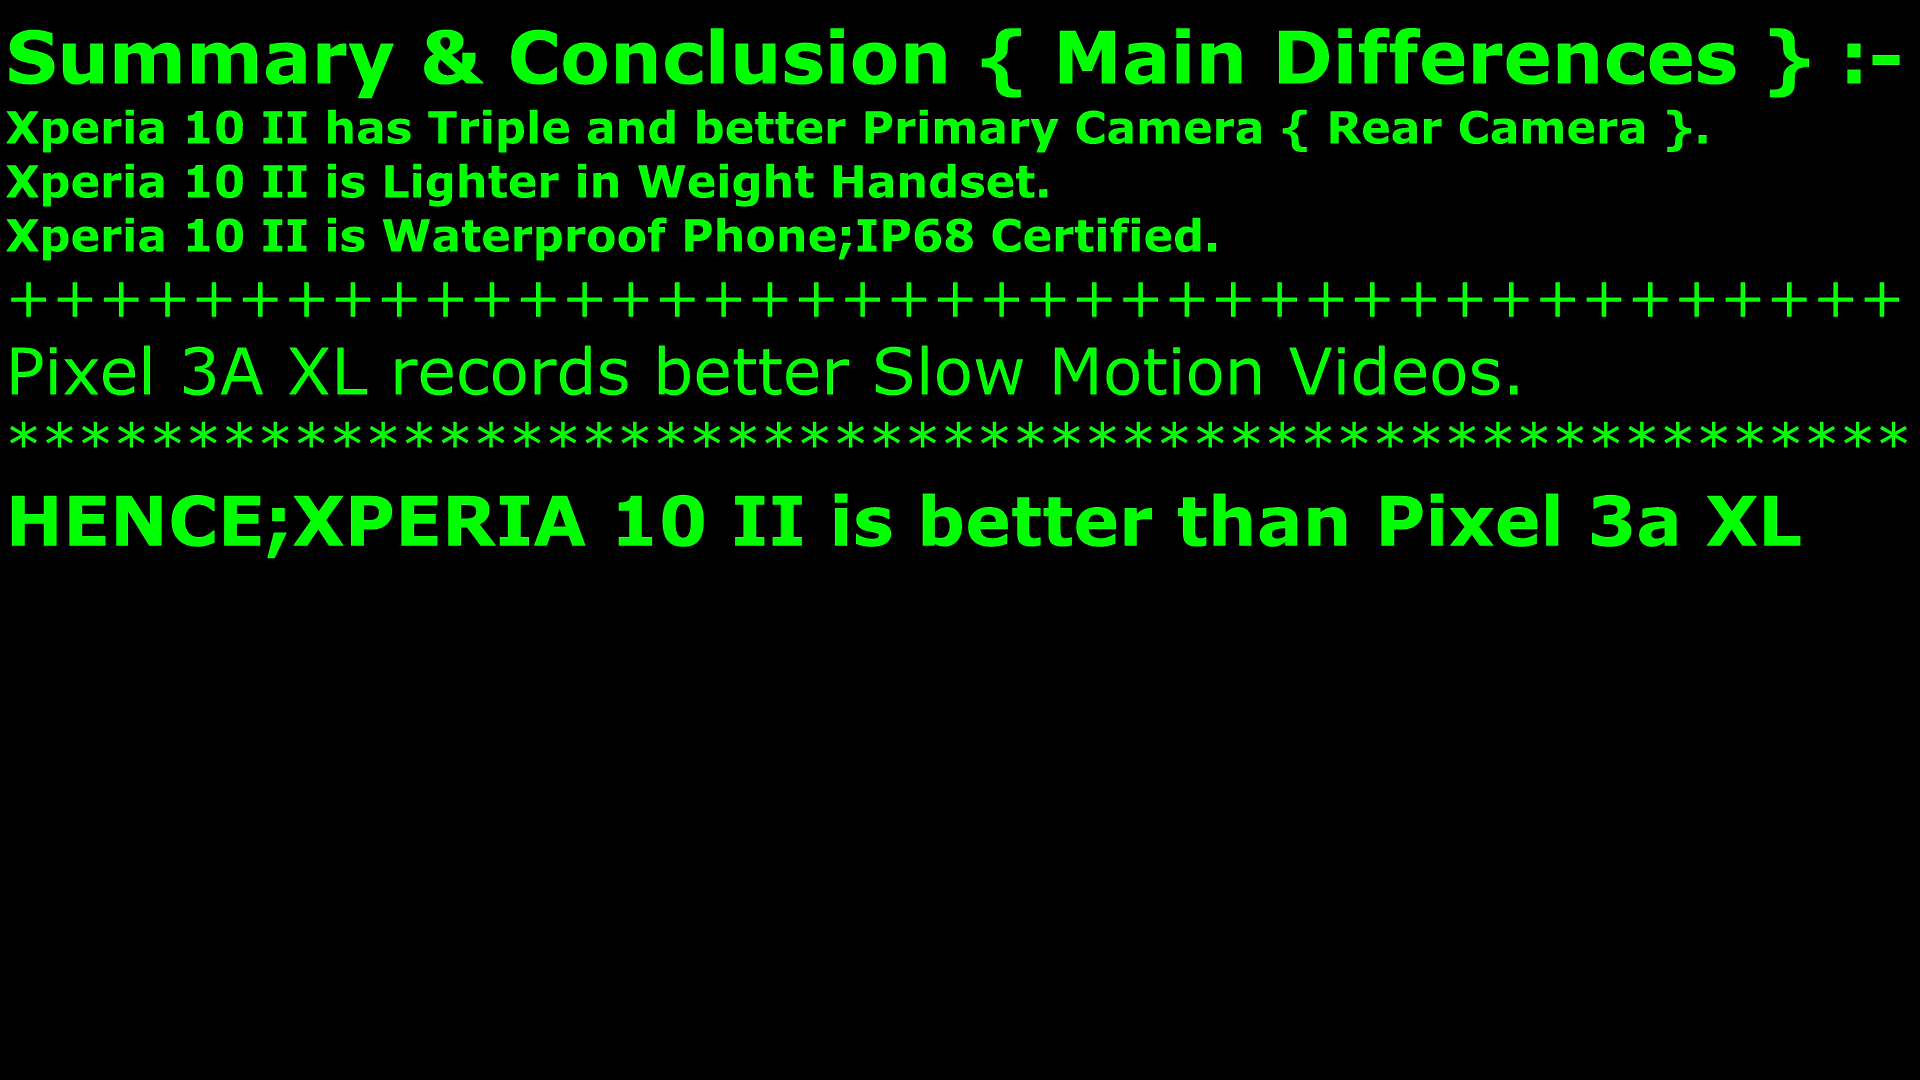 Summary & Conclusion { Main Differences } :-
Xperia 10 II has Triple and better Primary Camera { Rear Camera }.
Xperia 10 II is Lighter in Weight Handset.
Xperia 10 II is Waterproof Phone;IP68 Certified.
+++++++++++++++++++++++++++++++++++++++++
Pixel 3A XL records better Slow Motion Videos.
*****************************************************
HENCE;XPERIA 10 II is better than Pixel 3a XL